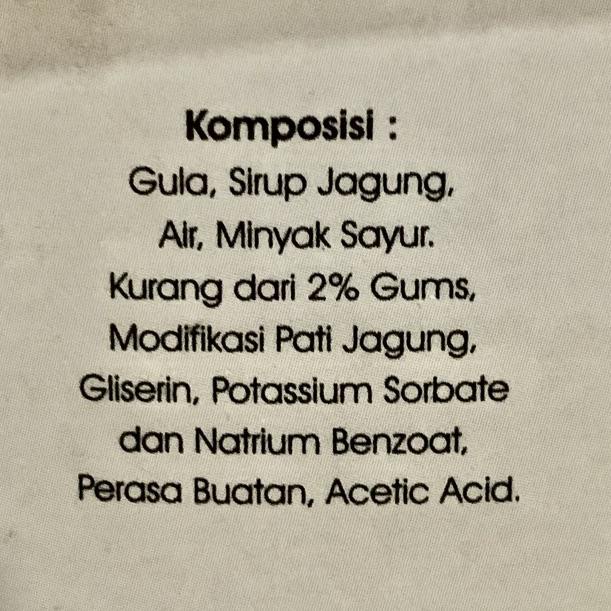 Komposisi :
Gula, Sirup Jagung,
Air, Minyak Sayur.
Kurang dari 2% Gums,
Modifikasi Pati Jagung,
Gliserin, Potassium Sorbate
dan Natrium Benzoat,
Perasa Buatan, Acetic Acid.